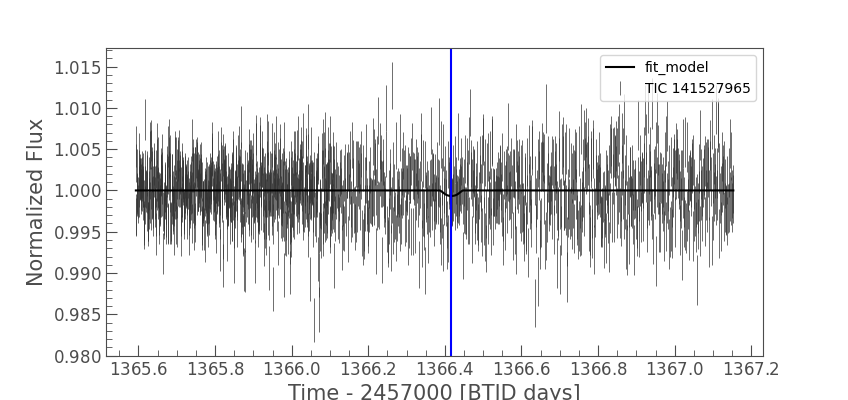 1.015
1.010
1.005
1.000
0.995
0.990
0.985
0.980
Normalized Flux
fit_model
TIC 141527965
1365.6 1365.8 1366.0 1366.2 1366.4 1366.6 1366.8 1367.0 1367.2
Time - 2457000 [BTJD days]